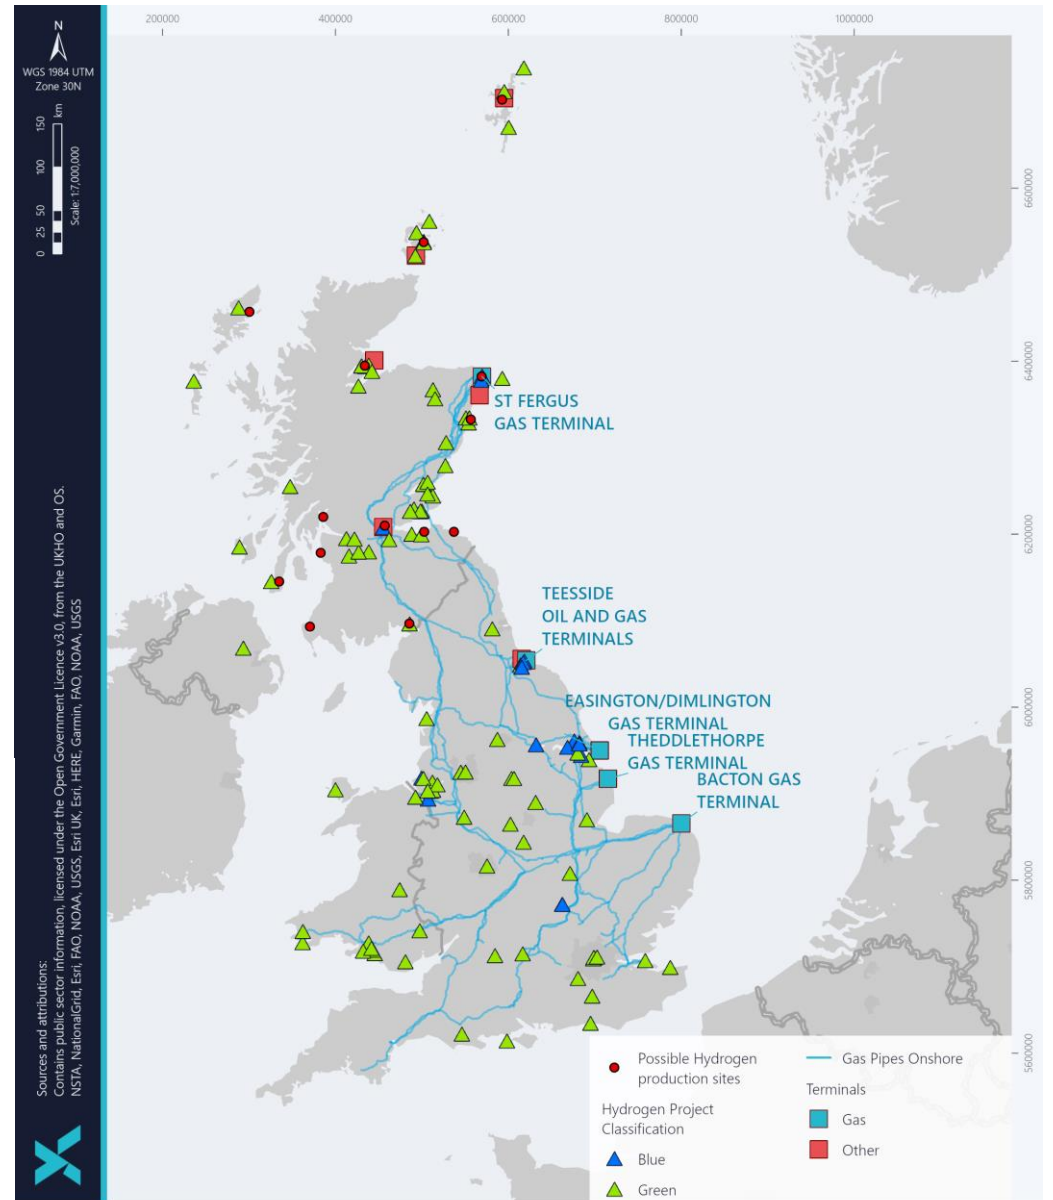 N
WGS 1984 UTM
Zone 30N
0 25 50 100 150
km
Scale: 1:7,000,000
Sources and attributions:
Contains public sector information, licensed under the Open Government Licence v3.0, from the UKHO and OS.
NSTA, NationalGrid, Esri, FAO, NOAA, USGS, Esri UK, Esri, HERE, Garmin, FAO, NOAA, USGS
200000
400000
600000
800000
1000000
6600000
6400000
6200000
6000000
5800000
5600000
ST FERGUS
GAS TERMINAL
TEESSIDE
OIL AND GAS
TERMINALS
EASINGTON/DIMLINGTON
GAS TERMINAL
THEDDLETHORPE
GAS TERMINAL
BACTON GAS
TERMINAL
Possible Hydrogen
production sites
Hydrogen Project
Classification
Blue
Green
Gas Pipes Onshore
Terminals
Gas
Other